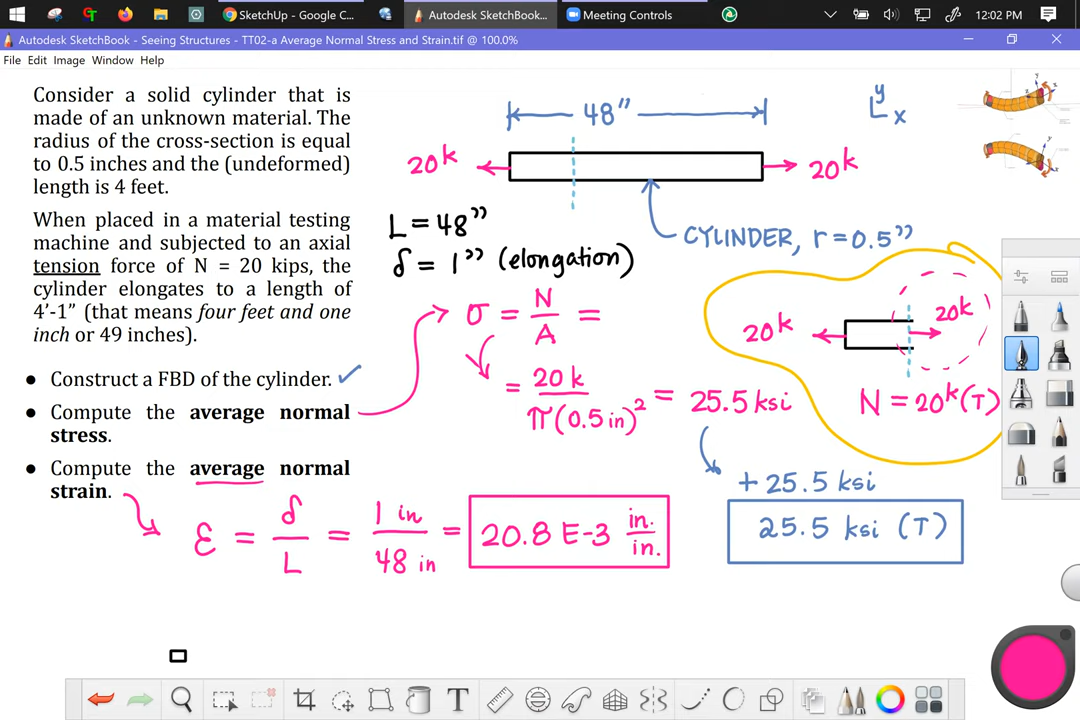 SketchUp - Google C...
Autodesk SketchBook...
Meeting Controls
12:02 PM
Autodesk SketchBook - Seeing Structures - TT02-a Average Normal Stress and Strain.tif @ 100.0%
File Edit Image Window Help
Consider a solid cylinder that is
made of an unknown material. The
radius of the cross-section is equal
to 0.5 inches and the (undeformed)
length is 4 feet.
When placed in a material testing
machine and subjected to an axial
tension force of N = 20 kips, the
cylinder elongates to a length of
4'-1" (that means four feet and one
inch or 49 inches).
• Construct a FBD of the cylinder. ✓
• Compute the average normal
stress.
• Compute the average normal
strain.
48"
y
x
20k
20k
L = 48"
δ = 1" (elongation)
CYLINDER, r = 0.5"
σ = N/A =
= 20 k / π(0.5 in)² = 25.5 ksi
20k
20k
N = 20k (T)
+ 25.5 ksi
25.5 ksi (T)
ε = δ/L = 1 in / 48 in = 20.8 E-3 in./in.
T